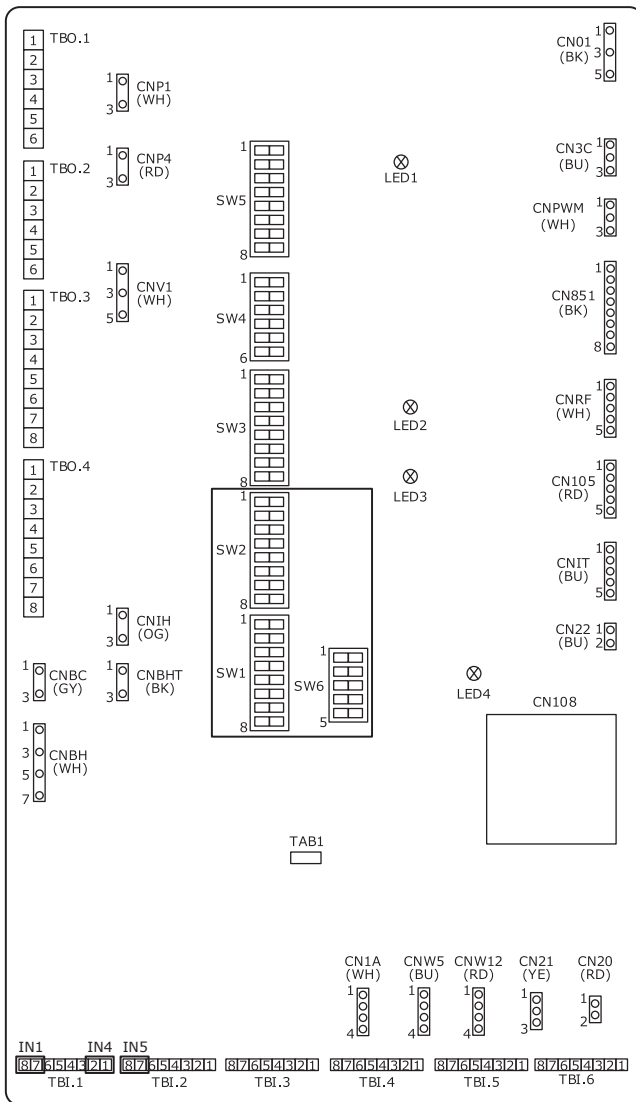 TBO.1
1
2
3
4
5
6
TBO.2
1
2
3
4
5
6
TBO.3
1
2
3
4
5
6
7
8
TBO.4
1
2
3
4
5
6
7
8
1
3
CNP1
(WH)
1
3
CNP4
(RD)
1
3
5
CNV1
(WH)
1
3
CNIH
(OG)
1
3
CNBC
(GY)
1
3
CNBHT
(BK)
1
3
5
7
CNBH
(WH)
1
SW5
8
1
SW4
6
1
SW3
8
1
SW2
8
1
SW1
8
1
SW6
5
LED1
LED2
LED3
LED4
CN01
(BK)
1
3
5
CN3C
(BU)
1
3
CNPWM
(WH)
1
3
CN851
(BK)
1
8
CNRF
(WH)
1
5
CN105
(RD)
1
5
CNIT
(BU)
1
5
CN22
(BU)
1
2
CN108
TAB1
CN1A
(WH)
1
4
CNW5
(BU)
1
4
CNW12
(RD)
1
4
CN21
(YE)
1
3
CN20
(RD)
1
2
IN1 IN4 IN5
87654321 87654321 87654321 87654321 87654321 87654321
TBI.1 TBI.2 TBI.3 TBI.4 TBI.5 TBI.6